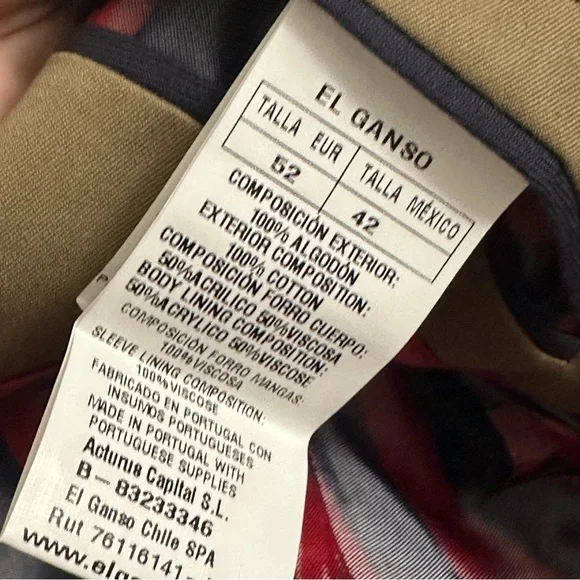 EL GANSO
TALLA EUR TALLA MÉXICO
52 42
COMPOSICIÓN EXTERIOR:
100% ALGODÓN
EXTERIOR COMPOSITION:
100% COTTON
COMPOSICIÓN FORRO CUERPO:
50%ACRILICO 50%VISCOSA
BODY LINING COMPOSITION:
50%ACRYLICO 50%VISCOSE
COMPOSICIÓN FORRO MANGAS:
100%VISCOSA
SLEEVE LINING COMPOSITION:
100%VISCOSE
FABRICADO EN PORTUGAL CON
INSUMOS PORTUGUESES
MADE IN PORTUGAL WITH
PORTUGUESE SUPPLIES
Acturus Capital S.L.
B-83233346
El Ganso Chile SPA
Rut 76116141-
www.elga